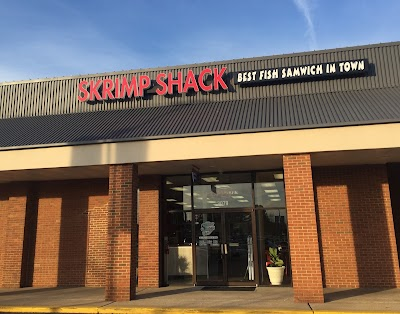 SKRIMP SHACK
BEST FISH SAMWICH IN TOWN